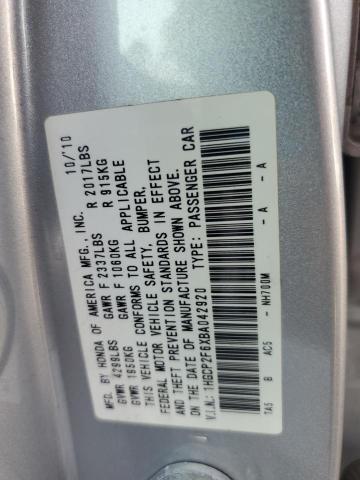 MFD. BY HONDA OF AMERICA MFG., INC. 10/'10
GVWR 4299LBS GAWR F 2337LBS R 2017LBS
GVWR 1950KG GAWR F 1060KG R 915KG
THIS VEHICLE CONFORMS TO ALL APPLICABLE
FEDERAL MOTOR VEHICLE SAFETY, BUMPER,
AND THEFT PREVENTION STANDARDS IN EFFECT
ON THE DATE OF MANUFACTURE SHOWN ABOVE.
V.I.N.: 1HGCP2F6XBA042920 TYPE: PASSENGER CAR
TA5 B AC5 - NH700M - A - A